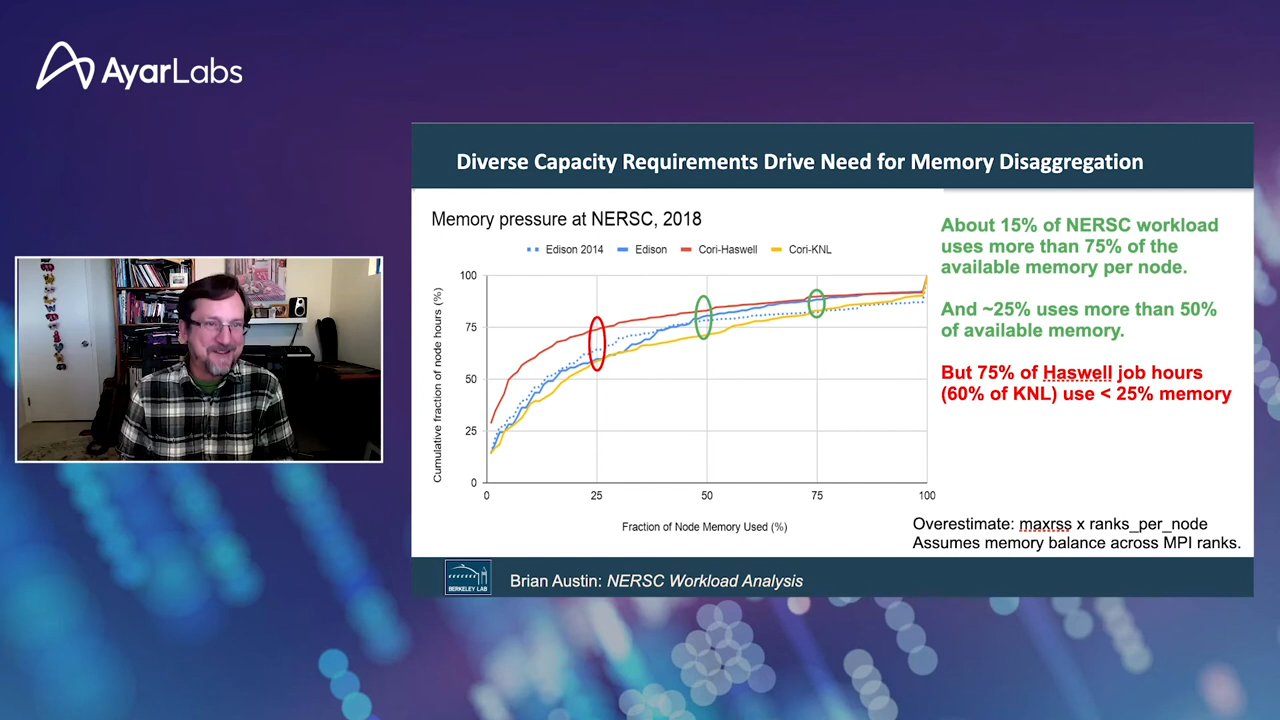 AyarLabs
Diverse Capacity Requirements Drive Need for Memory Disaggregation
Memory pressure at NERSC, 2018
Edison 2014 Edison Cori-Haswell Cori-KNL
Cumulative fraction of node hours (%)
100
75
50
25
0
0 25 50 75 100
Fraction of Node Memory Used (%)
About 15% of NERSC workload
uses more than 75% of the
available memory per node.
And ~25% uses more than 50%
of available memory.
But 75% of Haswell job hours
(60% of KNL) use < 25% memory
Overestimate: maxrss x ranks_per_node
Assumes memory balance across MPI ranks.
BERKELEY LAB
Brian Austin: NERSC Workload Analysis